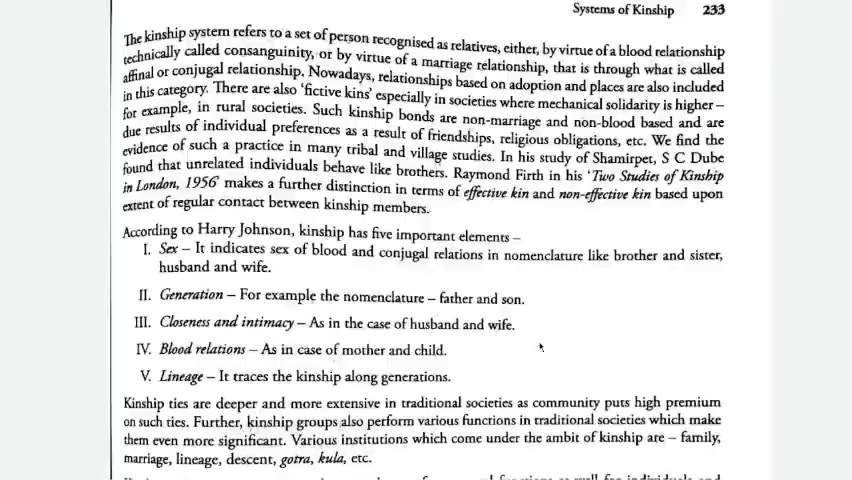 Systems of Kinship 233
The kinship system refers to a set of person recognised as relatives, either, by virtue of a blood relationship
technically called consanguinity, or by virtue of a marriage relationship, that is through what is called
affinal or conjugal relationship. Nowadays, relationships based on adoption and places are also included
in this category. There are also 'fictive kins' especially in societies where mechanical solidarity is higher –
for example, in rural societies. Such kinship bonds are non-marriage and non-blood based and are
due results of individual preferences as a result of friendships, religious obligations, etc. We find the
evidence of such a practice in many tribal and village studies. In his study of Shamirpet, S C Dube
found that unrelated individuals behave like brothers. Raymond Firth in his 'Two Studies of Kinship
in London, 1956' makes a further distinction in terms of effective kin and non-effective kin based upon
extent of regular contact between kinship members.
According to Harry Johnson, kinship has five important elements –
I. Sex – It indicates sex of blood and conjugal relations in nomenclature like brother and sister,
husband and wife.
II. Generation – For example the nomenclature – father and son.
III. Closeness and intimacy – As in the case of husband and wife.
IV. Blood relations – As in case of mother and child.
V. Lineage – It traces the kinship along generations.
Kinship ties are deeper and more extensive in traditional societies as community puts high premium
on such ties. Further, kinship groups also perform various functions in traditional societies which make
them even more significant. Various institutions which come under the ambit of kinship are – family,
marriage, lineage, descent, gotra, kula, etc.